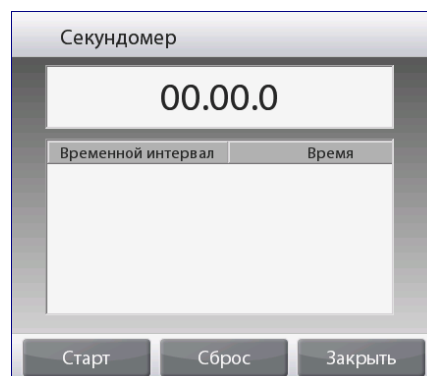 Секундомер
00.00.0
Временной интервал Время
Старт Сброс Закрыть